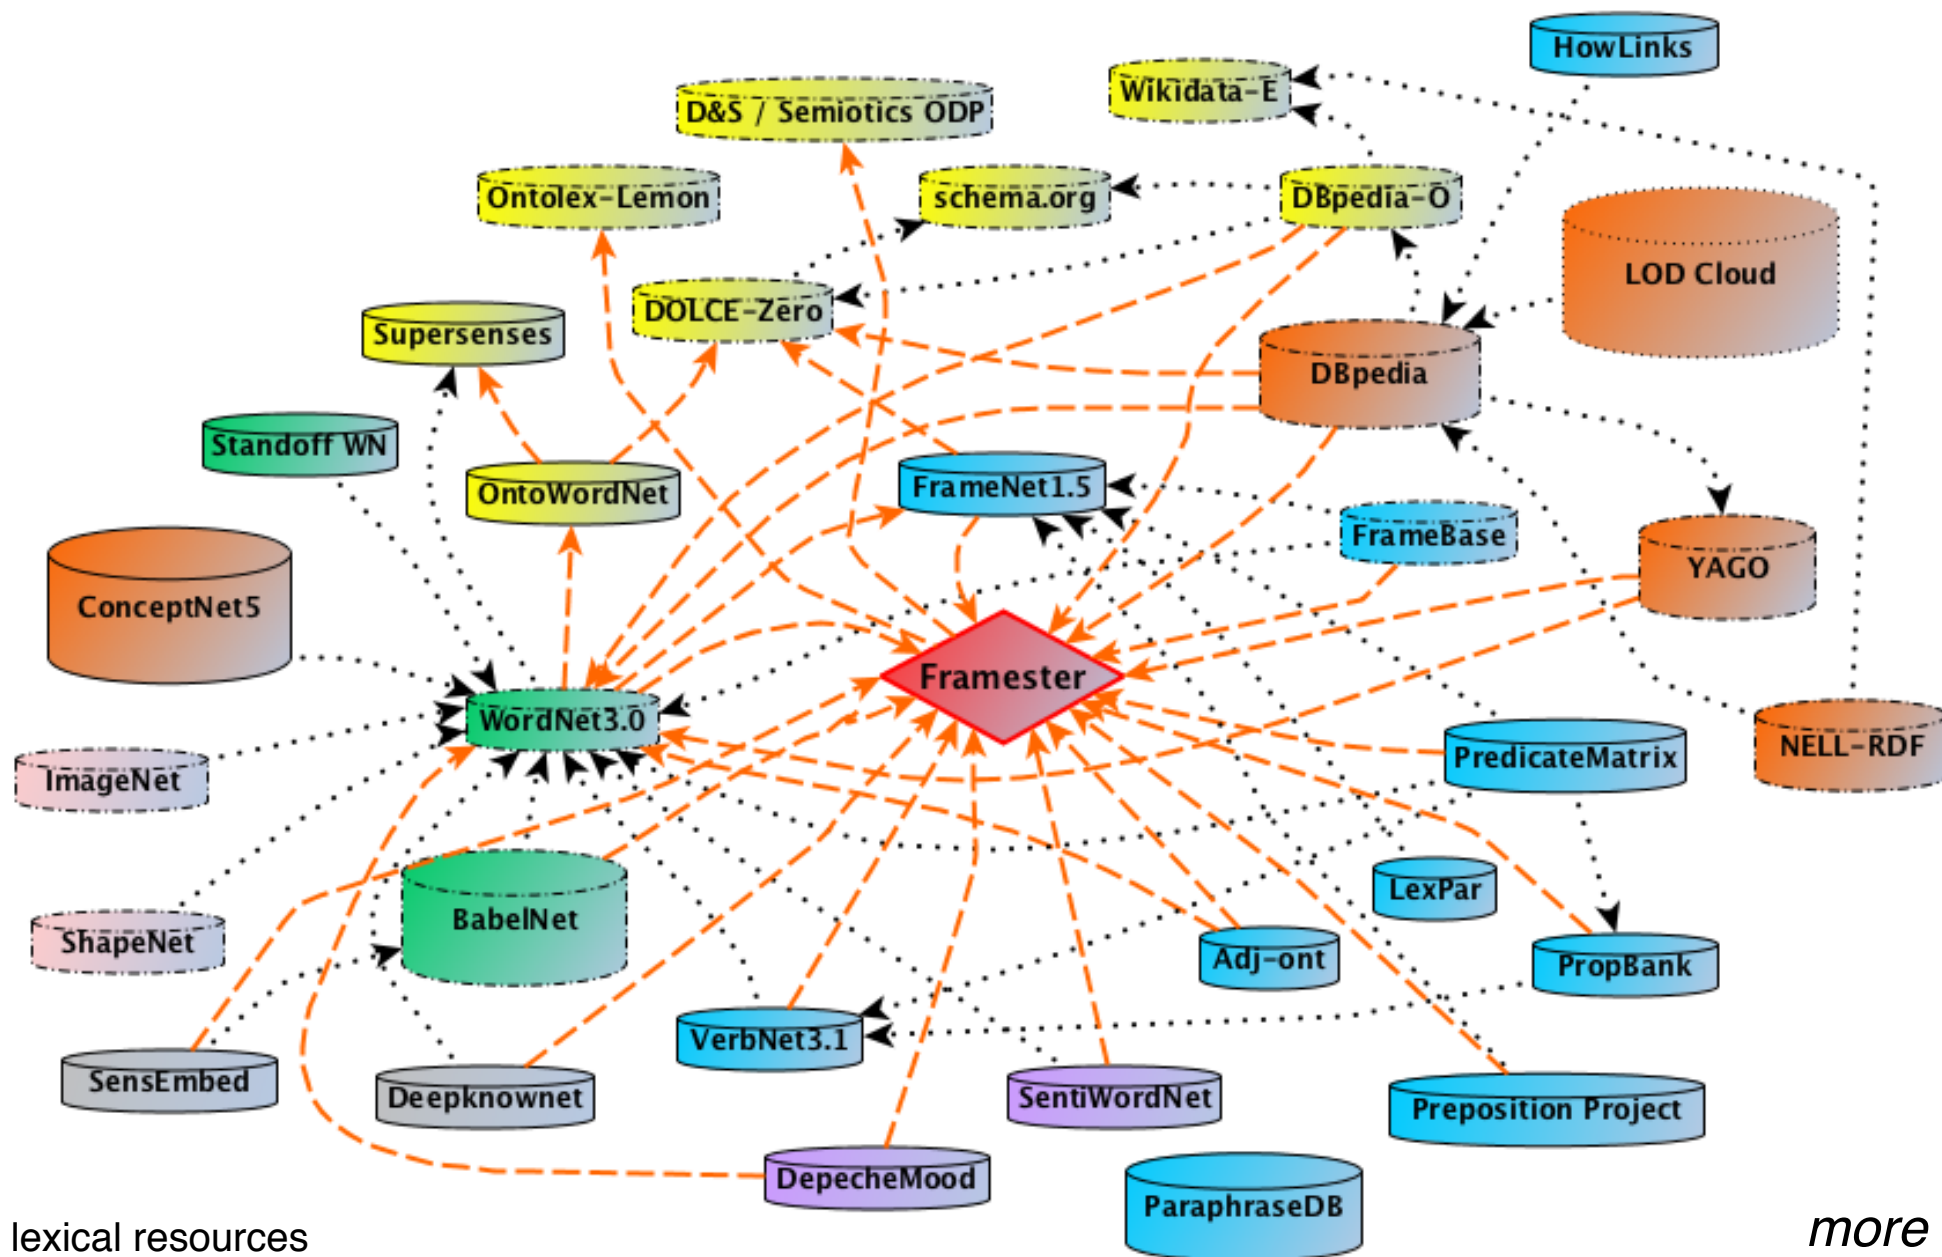 HowLinks
Wikidata-E
D&S / Semiotics ODP
Ontolex-Lemon
schema.org
DBpedia-O
LOD Cloud
DOLCE-Zero
Supersenses
DBpedia
Standoff WN
OntoWordNet
FrameNet1.5
FrameBase
YAGO
ConceptNet5
Framester
WordNet3.0
NELL-RDF
PredicateMatrix
ImageNet
LexPar
BabelNet
ShapeNet
Adj-ont
PropBank
VerbNet3.1
SensEmbed
Deepknownet
SentiWordNet
Preposition Project
DepecheMood
ParaphraseDB
lexical resources
more